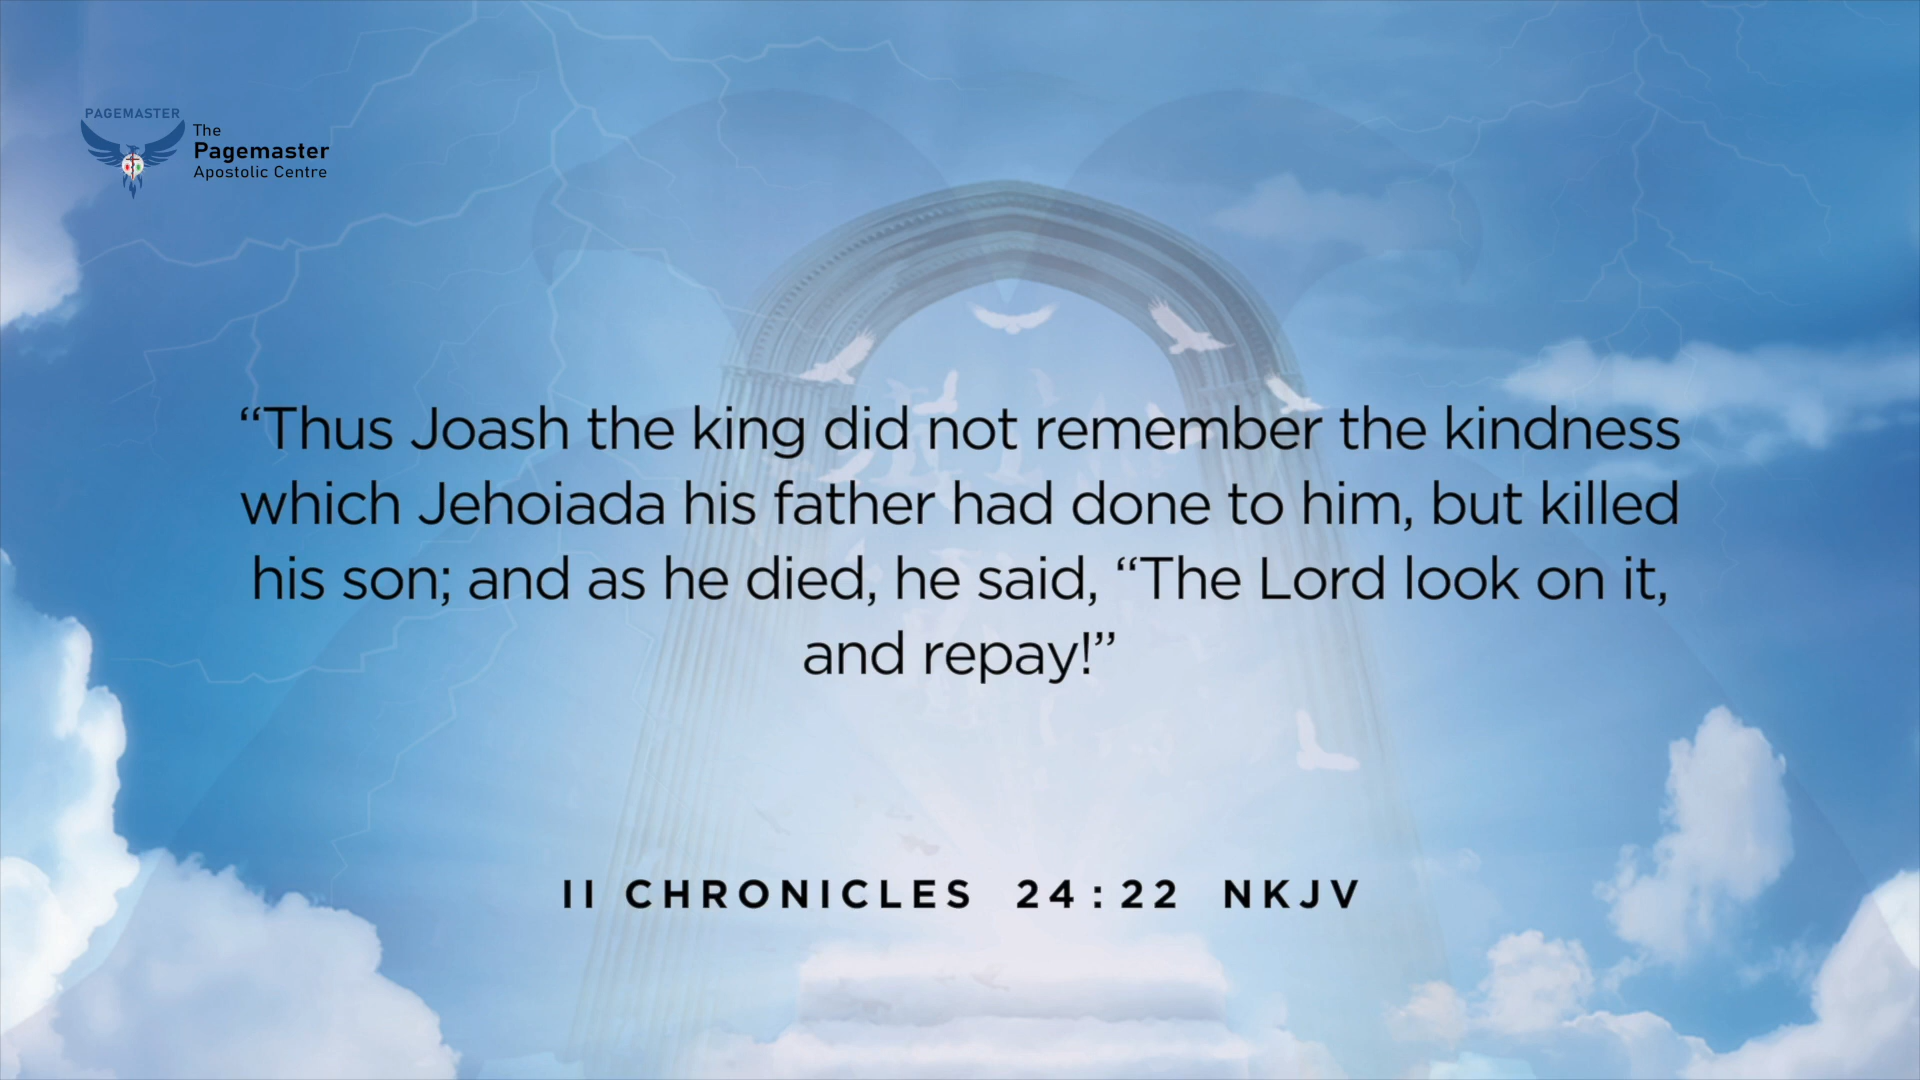 PAGEMASTER
The
Pagemaster
Apostolic Centre
“Thus Joash the king did not remember the kindness
which Jehoiada his father had done to him, but killed
his son; and as he died, he said, “The Lord look on it,
and repay!”
II CHRONICLES 24:22 NKJV